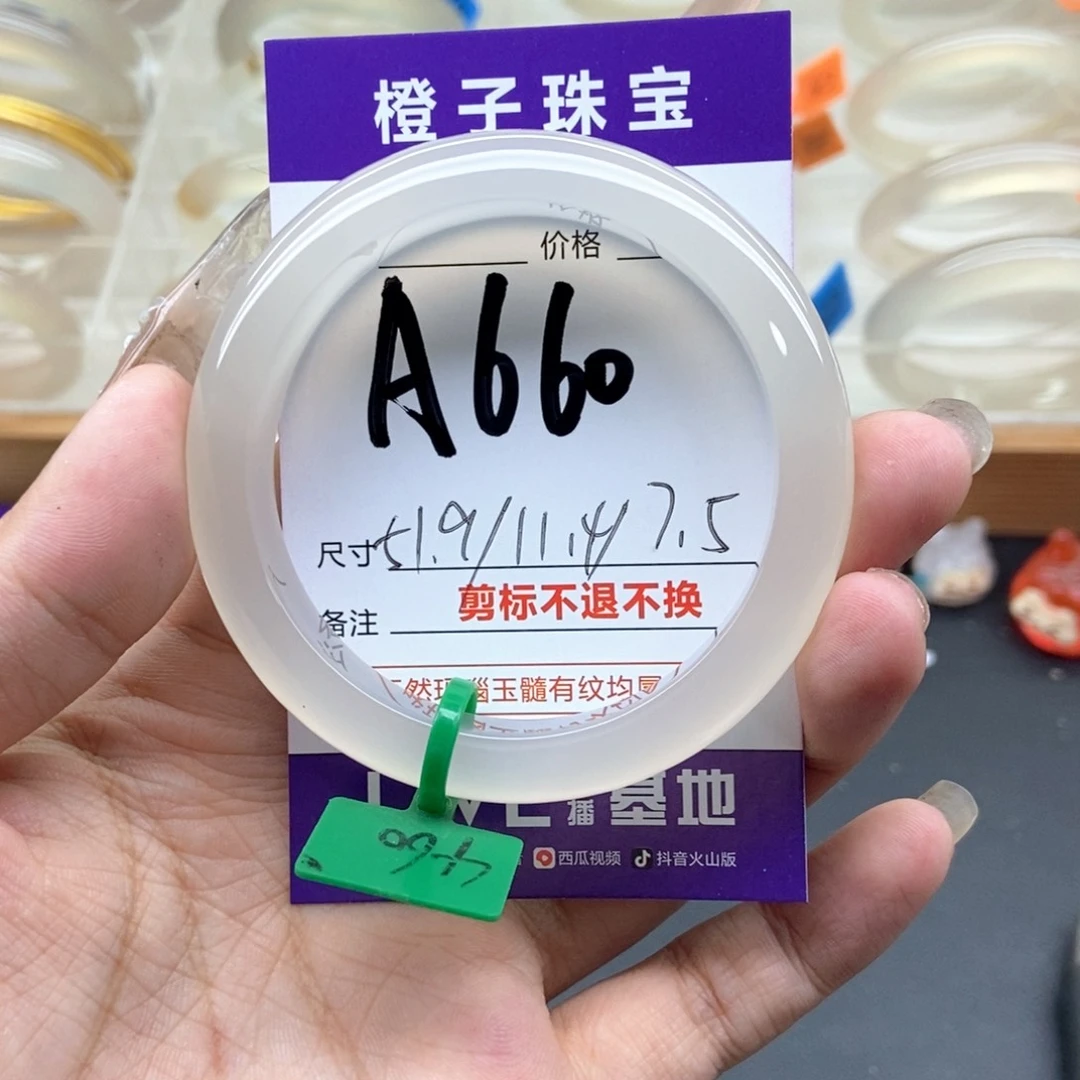 橙子珠宝
价格
A660
尺寸 51.9/11.4/7.5
剪标不退不换
备注
然玛瑙玉髓有纹均属
播 基地
西瓜视频 抖音火山版
460